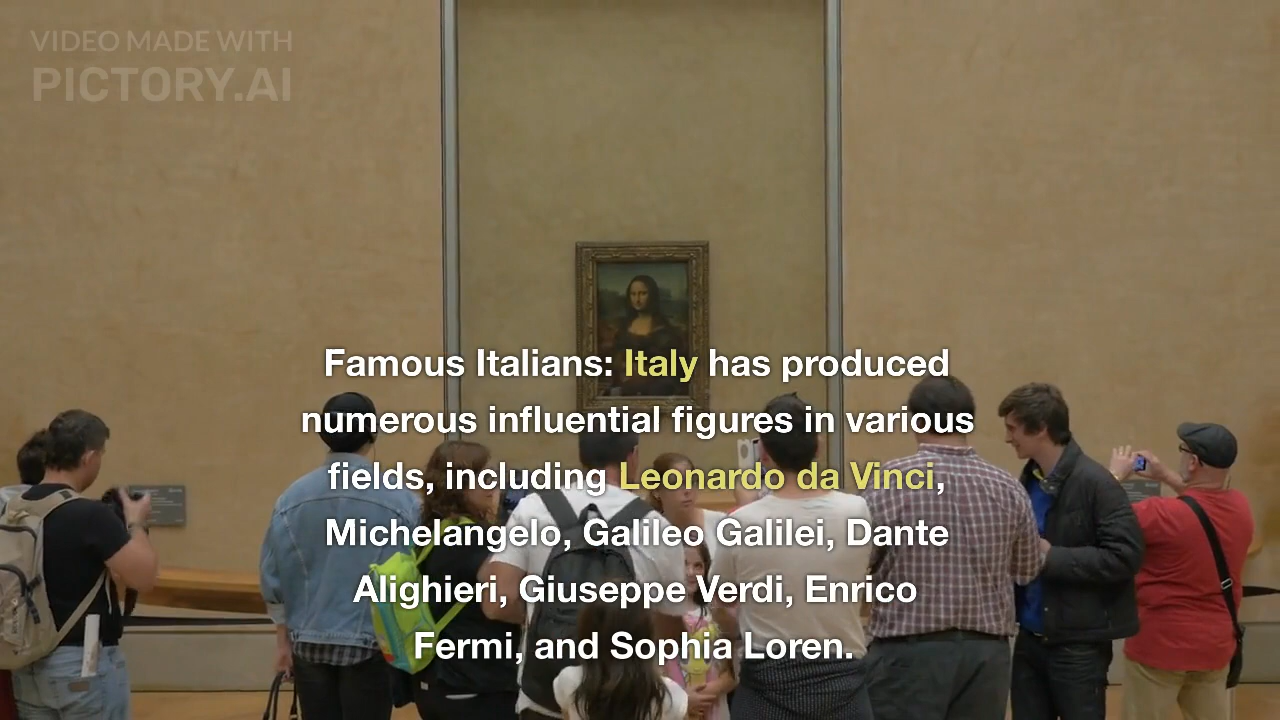 VIDEO MADE WITH
PICTORY.AI
Famous Italians: Italy has produced
numerous influential figures in various
fields, including Leonardo da Vinci,
Michelangelo, Galileo Galilei, Dante
Alighieri, Giuseppe Verdi, Enrico
Fermi, and Sophia Loren.